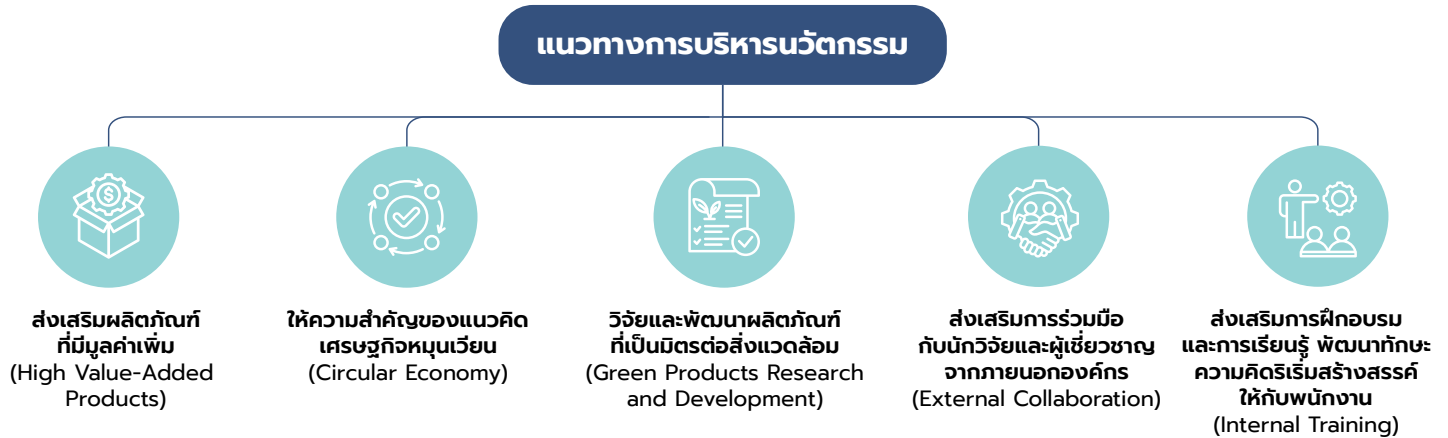 แนวทางการบริหารนวัตกรรม
$
ส่งเสริมผลิตภัณฑ์
ที่มีมูลค่าเพิ่ม
(High Value-Added
Products)
ให้ความสำคัญของแนวคิด
เศรษฐกิจหมุนเวียน
(Circular Economy)
วิจัยและพัฒนาผลิตภัณฑ์
ที่เป็นมิตรต่อสิ่งแวดล้อม
(Green Products Research
and Development)
ส่งเสริมการร่วมมือ
กับนักวิจัยและผู้เชี่ยวชาญ
จากภายนอกองค์กร
(External Collaboration)
ส่งเสริมการฝึกอบรม
และการเรียนรู้ พัฒนาทักษะ
ความคิดริเริ่มสร้างสรรค์
ให้กับพนักงาน
(Internal Training)